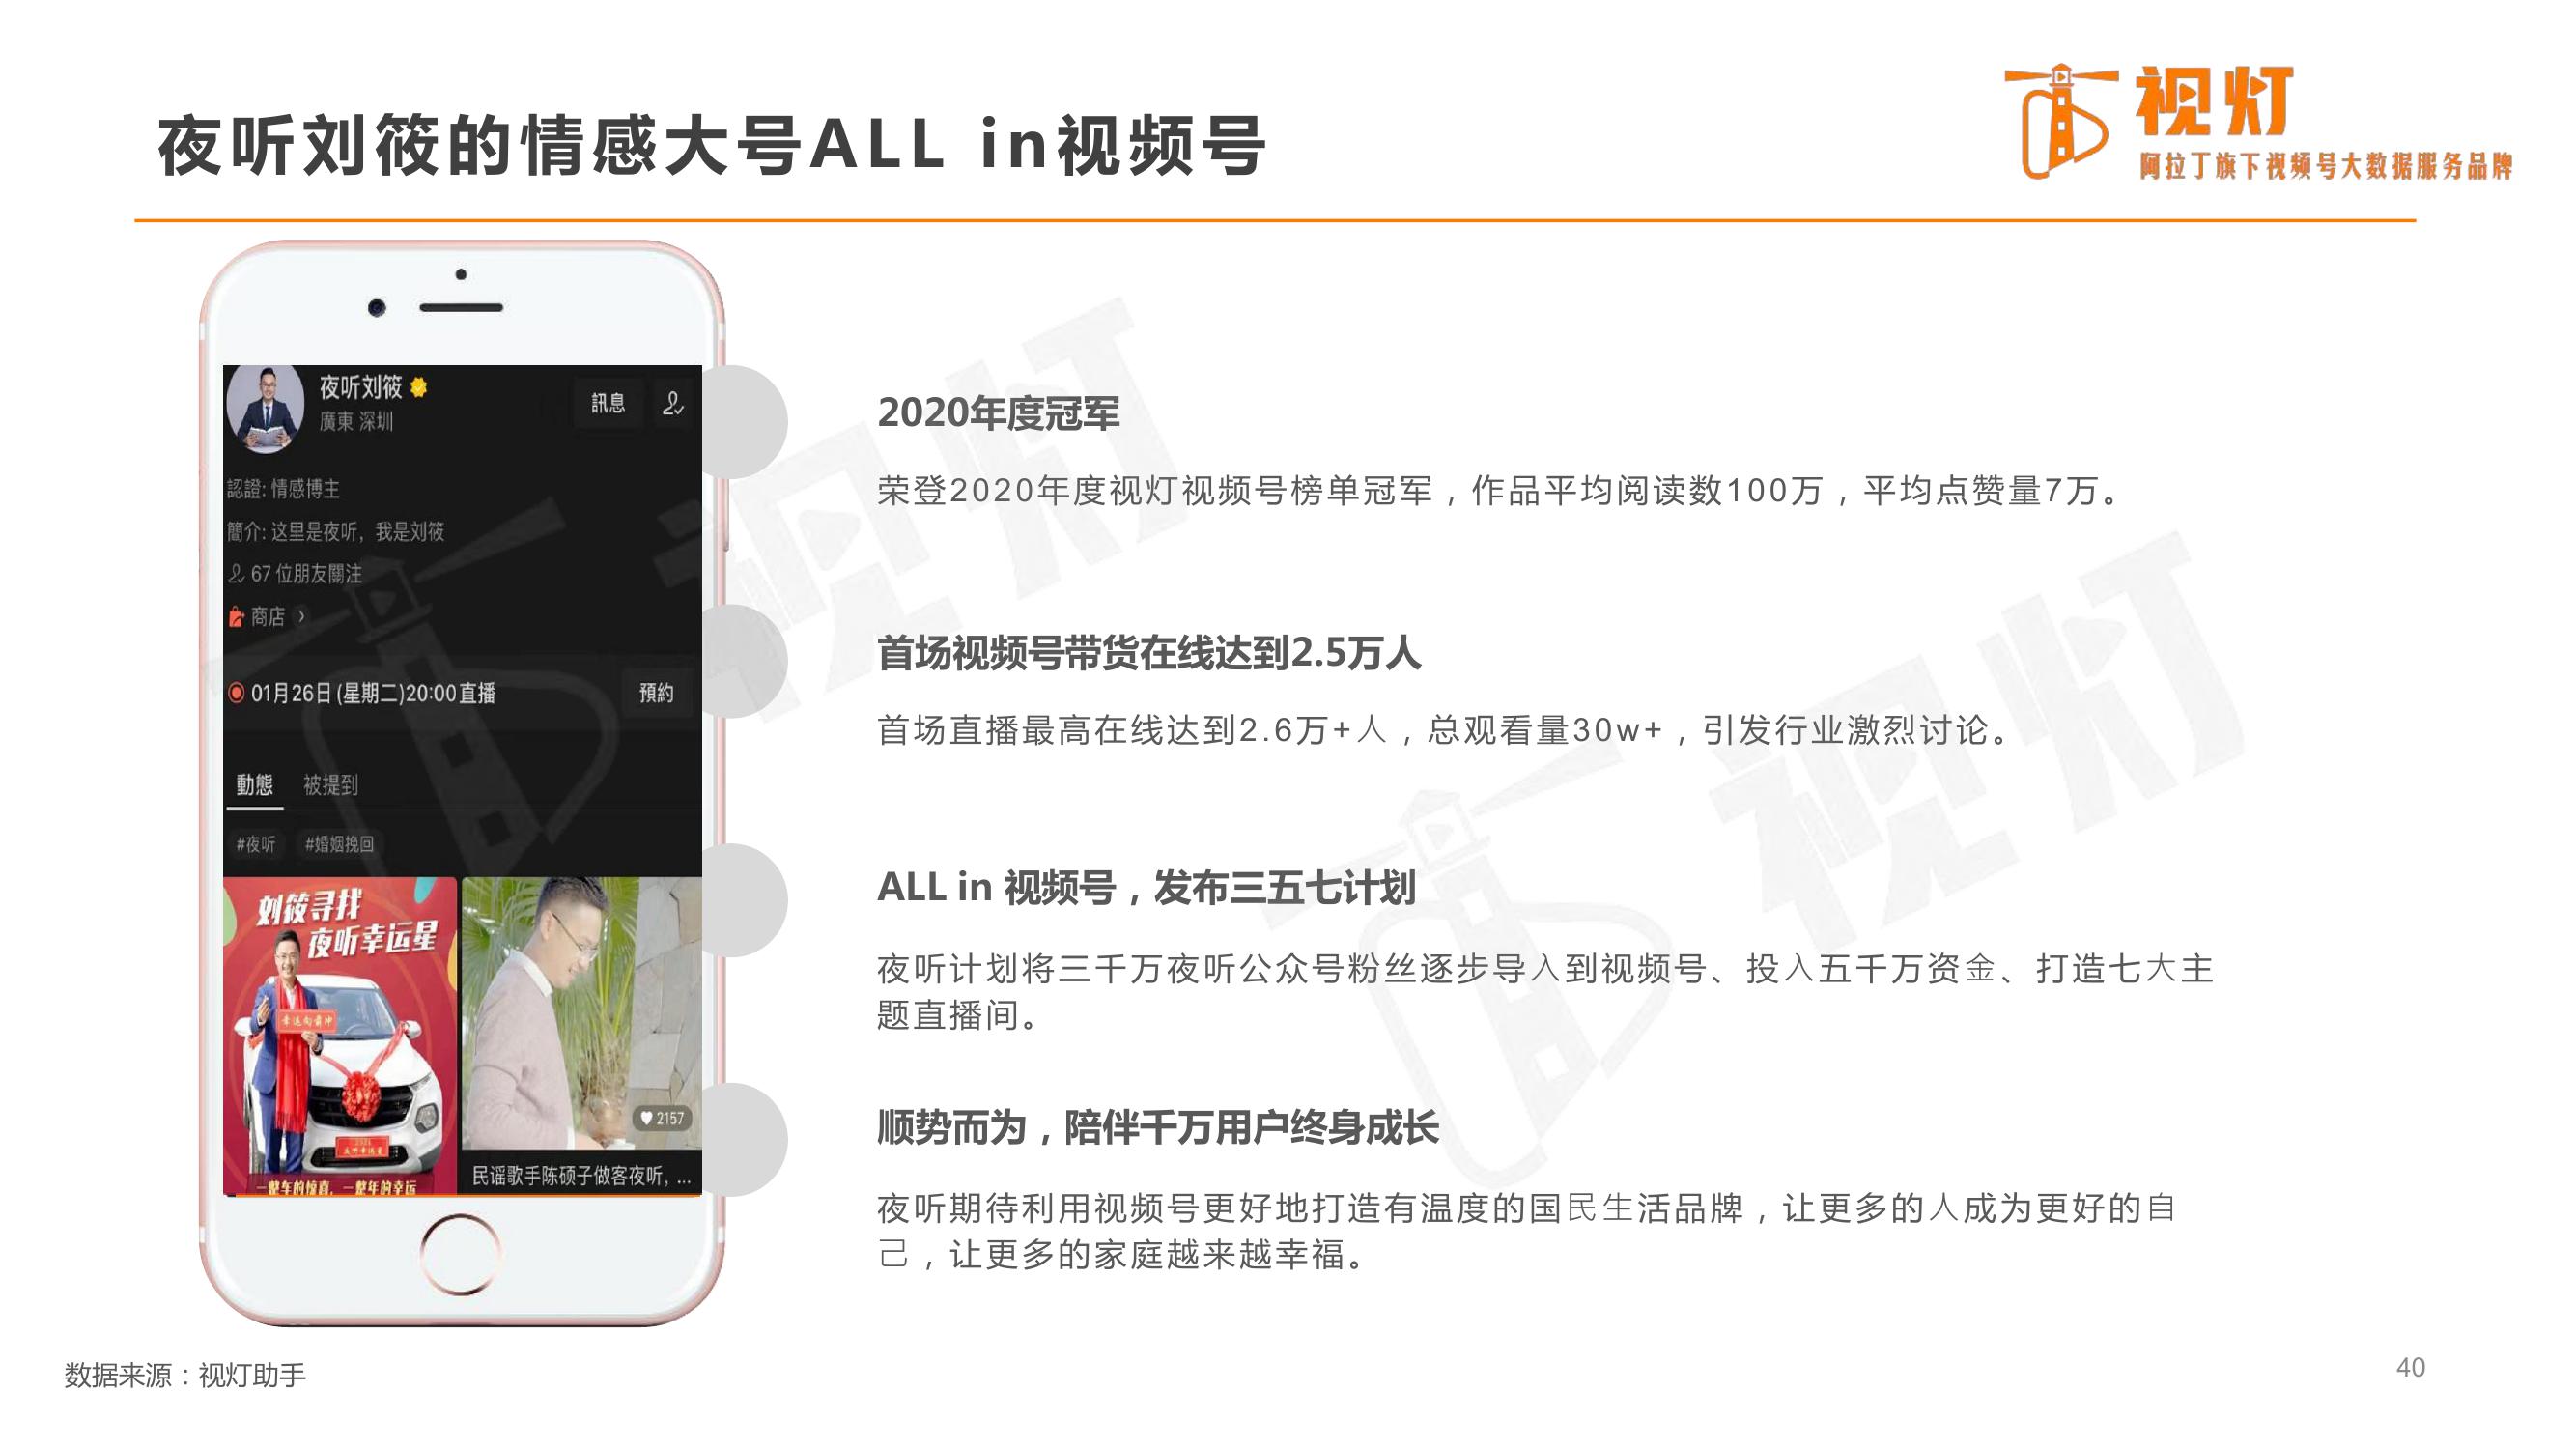 夜听刘筱的情感大号ALL in视频号
视灯
阿拉丁旗下视频号大数据服务品牌
夜听刘筱
廣東 深圳
訊息
認證: 情感博主
簡介: 这里是夜听，我是刘筱
67 位朋友關注
商店
01月26日 (星期二)20:00直播
預約
動態 被提到
#夜听 #婚姻挽回
刘筱寻找
夜听幸运星
一整车的惊喜，一整年的幸运
2157
民谣歌手陈硕子做客夜听，...
2020年度冠军
荣登2020年度视灯视频号榜单冠军，作品平均阅读数100万，平均点赞量7万。
首场视频号带货在线达到2.5万人
首场直播最高在线达到2.6万+人，总观看量30w+，引发行业激烈讨论。
ALL in 视频号，发布三五七计划
夜听计划将三千万夜听公众号粉丝逐步导入到视频号、投入五千万资金、打造七大主
题直播间。
顺势而为，陪伴千万用户终身成长
夜听期待利用视频号更好地打造有温度的国民生活品牌，让更多的人成为更好的自
己，让更多的家庭越来越幸福。
视灯
视灯
数据来源：视灯助手
40